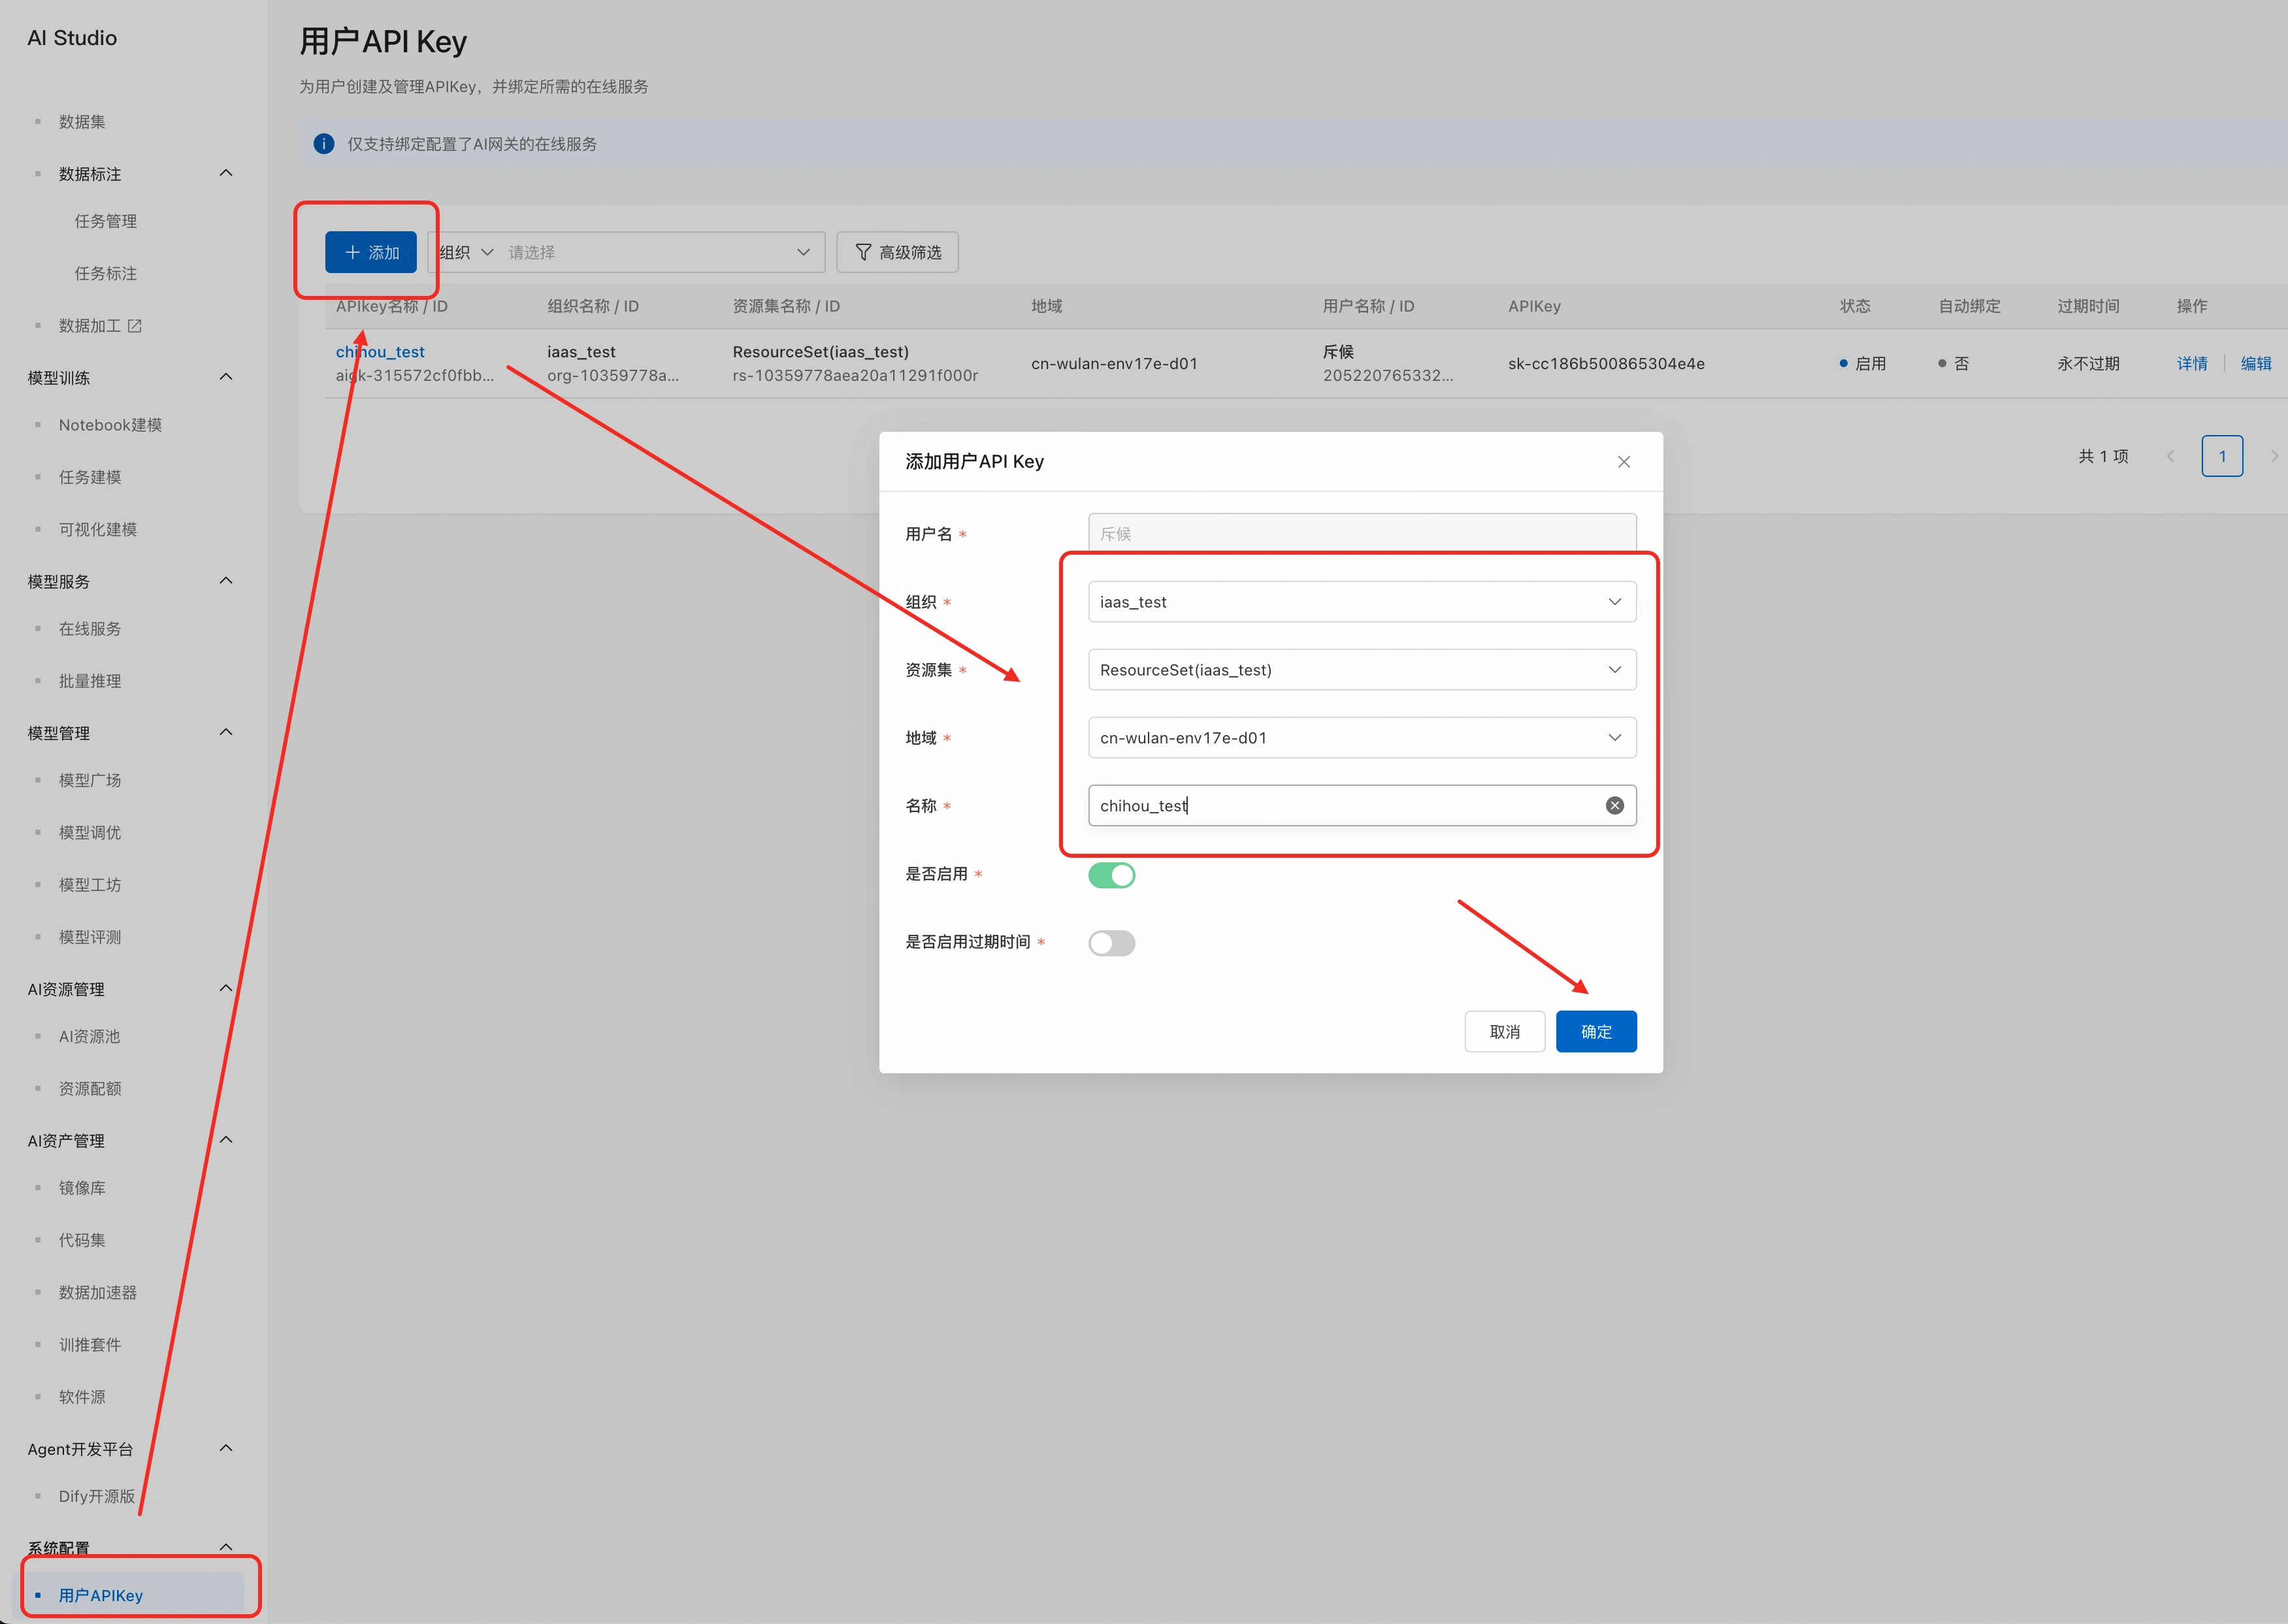 AI Studio
数据集
数据标注
任务管理
任务标注
数据加工
模型训练
Notebook建模
任务建模
可视化建模
模型服务
在线服务
批量推理
模型管理
模型广场
模型调优
模型工坊
模型评测
AI资源管理
AI资源池
资源配额
AI资产管理
镜像库
代码集
数据加速器
训推套件
软件源
Agent开发平台
Dify开源版
系统配置
用户APIKey
用户API Key
为用户创建及管理APIKey，并绑定所需的在线服务
仅支持绑定配置了AI网关的在线服务
添加 组织 请选择 高级筛选
APIkey名称 / ID 组织名称 / ID 资源集名称 / ID 地域 用户名称 / ID APIKey 状态 自动绑定 过期时间 操作
chihou_test iaas_test ResourceSet(iaas_test) 斥候
cn-wulan-env17e-d01 sk-cc186b500865304e4e 启用 否 永不过期 详情 编辑
aigk-315572cf0fbb... org-10359778a... rs-10359778aea20a11291f000r 205220765332...
共 1 项 1
添加用户API Key
用户名 * 斥候
组织 * iaas_test
资源集 * ResourceSet(iaas_test)
地域 * cn-wulan-env17e-d01
名称 * chihou_test
是否启用 *
是否启用过期时间 *
取消 确定